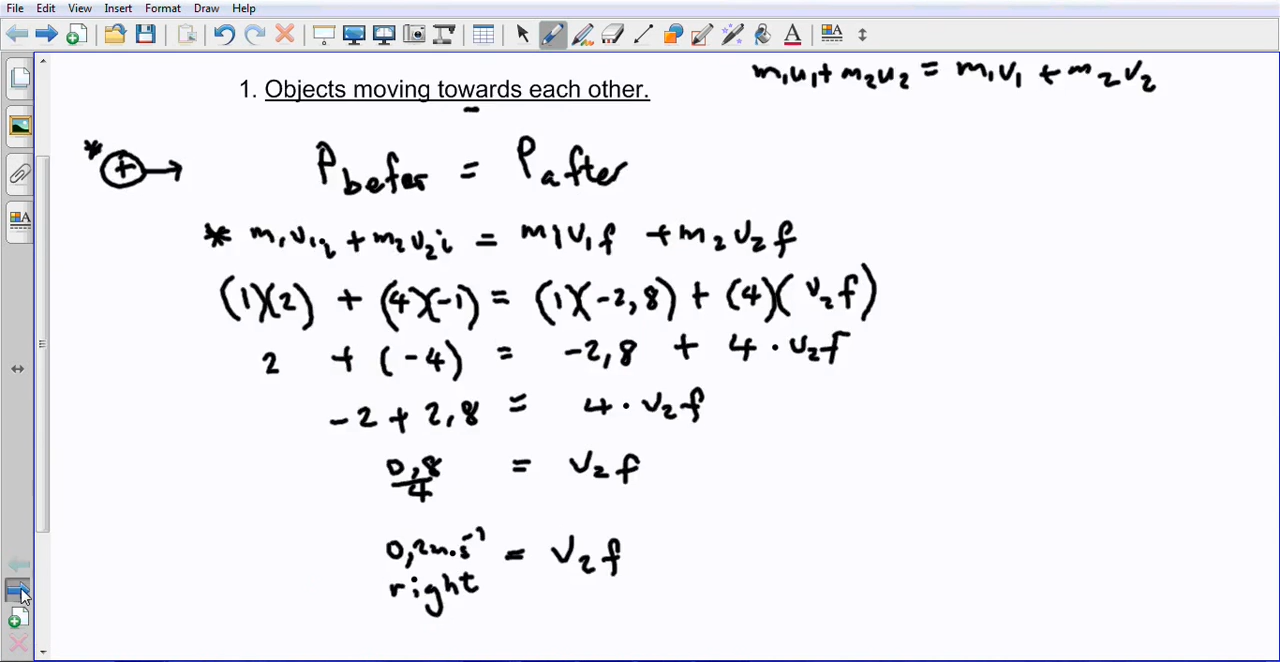 File Edit View Insert Format Draw Help
1. Objects moving towards each other.
m₁u₁ + m₂u₂ = m₁v₁ + m₂v₂
* + →
P befor = P after
* m₁v₁i + m₂v₂i = m₁v₁f + m₂v₂f
(1)(2) + (4)(-1) = (1)(-2,8) + (4)(v₂f)
2 + (-4) = -2,8 + 4 · v₂f
-2 + 2,8 = 4 · v₂f
0,8/4 = v₂f
0,2m.s⁻¹ = v₂f
right